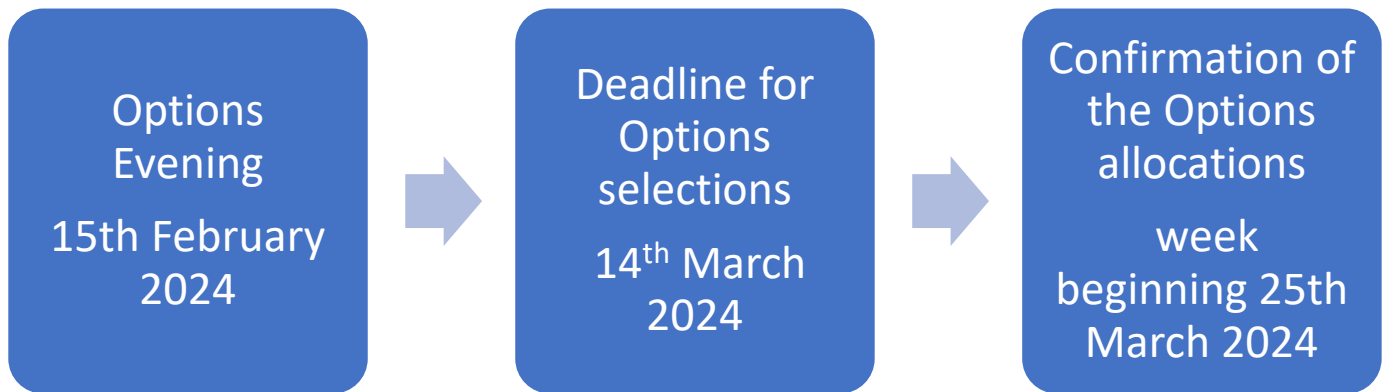 Options
Evening
15th February
2024
Deadline for
Options
selections
14th March
2024
Confirmation of
the Options
allocations
week
beginning 25th
March 2024